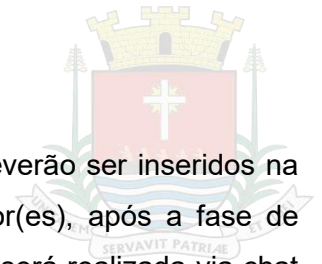 everão ser inseridos na
or(es), após a fase de
SERVAVIT PATRIAE
será realizada via chat